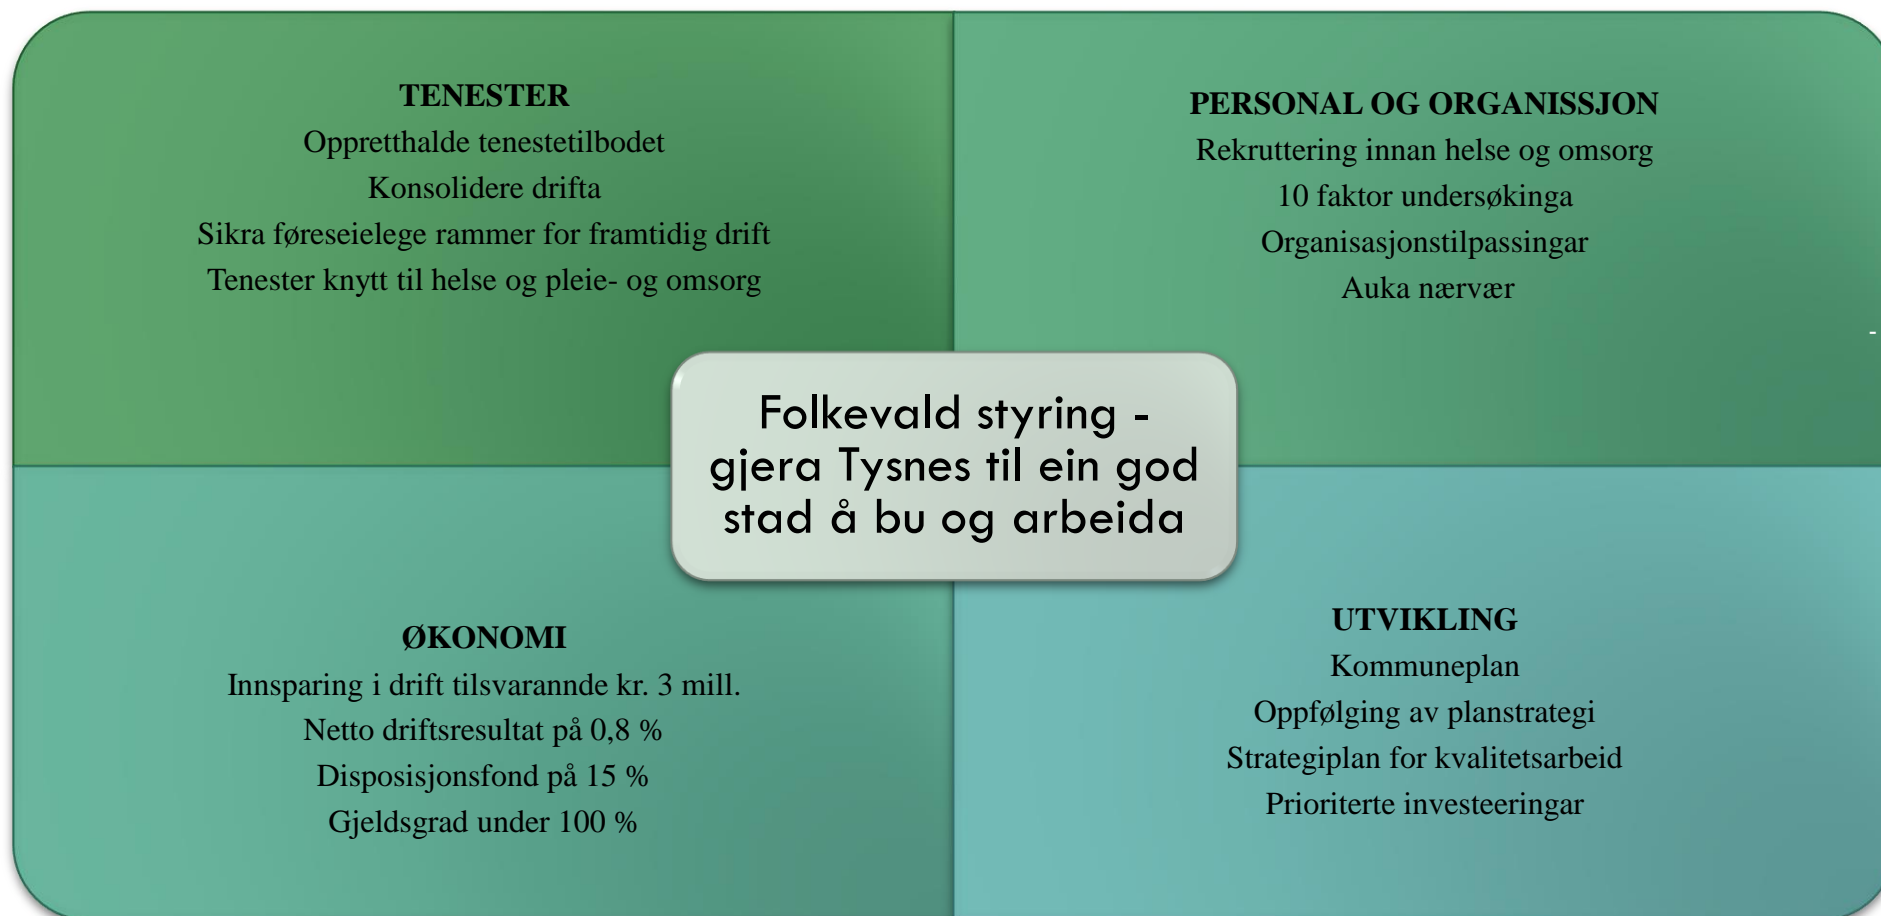 TENESTER
Oppretthalde tenestetilbodet
Konsolidere drifta
Sikra føreseielege rammer for framtidig drift
Tenester knytt til helse og pleie- og omsorg
PERSONAL OG ORGANISSJON
Rekruttering innan helse og omsorg
10 faktor undersøkinga
Organisasjonstilpassingar
Auka nærvær
-
Folkevald styring -
gjera Tysnes til ein god
stad å bu og arbeida
ØKONOMI
Innsparing i drift tilsvarannde kr. 3 mill.
Netto driftsresultat på 0,8 %
Disposisjonsfond på 15 %
Gjeldsgrad under 100 %
UTVIKLING
Kommuneplan
Oppfølging av planstrategi
Strategiplan for kvalitetsarbeid
Prioriterte investeeringar